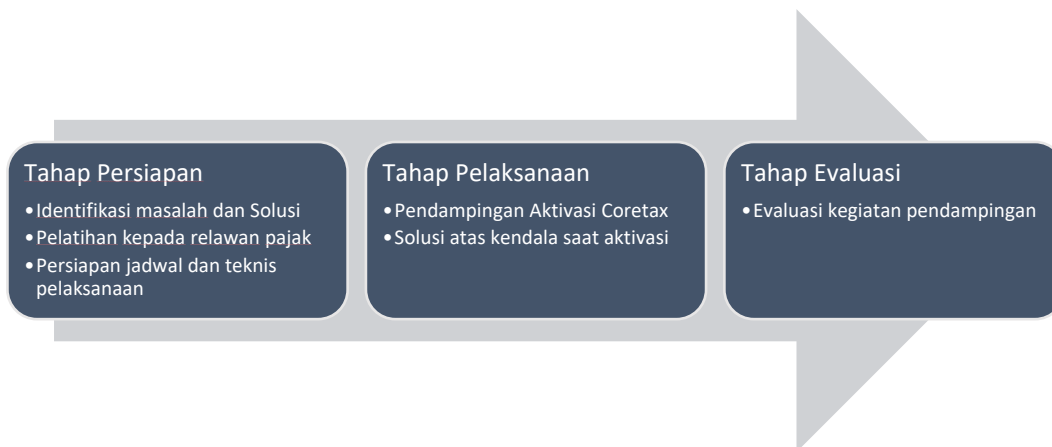 Tahap Persiapan
•Identifikasi masalah dan Solusi
•Pelatihan kepada relawan pajak
•Persiapan jadwal dan teknis
pelaksanaan
Tahap Pelaksanaan
•Pendampingan Aktivasi Coretax
•Solusi atas kendala saat aktivasi
Tahap Evaluasi
•Evaluasi kegiatan pendampingan